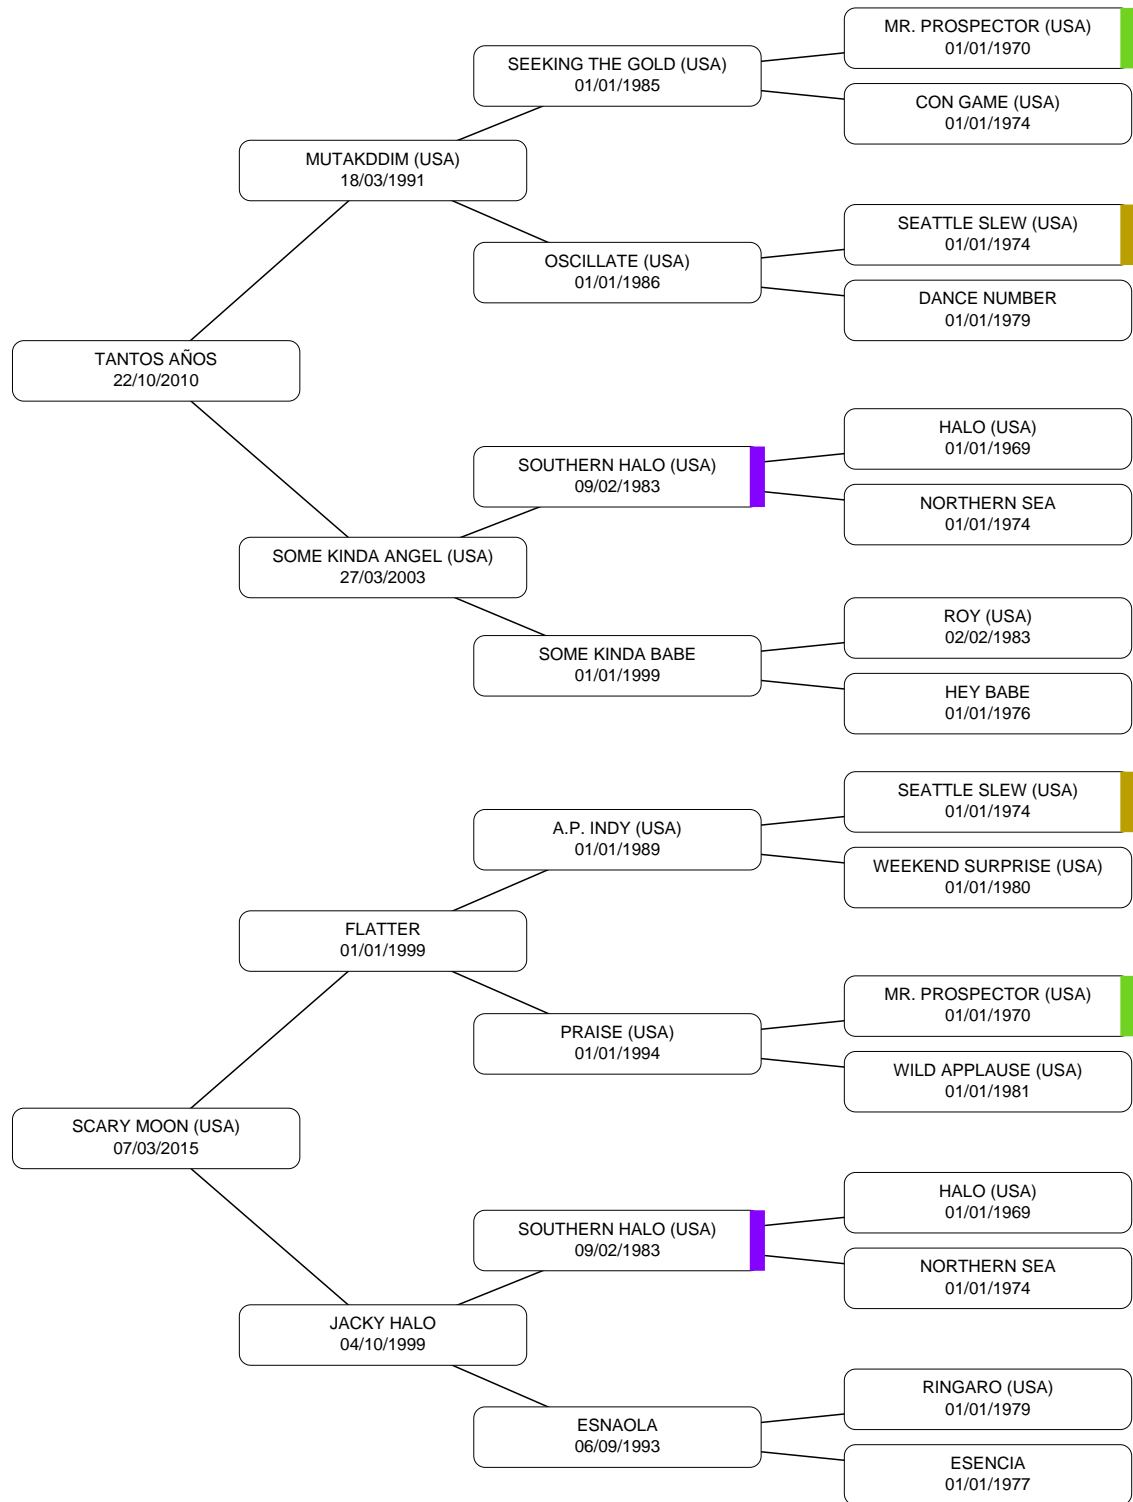 MR. PROSPECTOR (USA)
01/01/1970
SEEKING THE GOLD (USA)
01/01/1985
CON GAME (USA)
01/01/1974
MUTAKDDIM (USA)
18/03/1991
SEATTLE SLEW (USA)
01/01/1974
OSCILLATE (USA)
01/01/1986
DANCE NUMBER
01/01/1979
TANTOS AÑOS
22/10/2010
HALO (USA)
01/01/1969
SOUTHERN HALO (USA)
09/02/1983
NORTHERN SEA
01/01/1974
SOME KINDA ANGEL (USA)
27/03/2003
ROY (USA)
02/02/1983
SOME KINDA BABE
01/01/1999
HEY BABE
01/01/1976
SEATTLE SLEW (USA)
01/01/1974
A.P. INDY (USA)
01/01/1989
WEEKEND SURPRISE (USA)
01/01/1980
FLATTER
01/01/1999
MR. PROSPECTOR (USA)
01/01/1970
PRAISE (USA)
01/01/1994
WILD APPLAUSE (USA)
01/01/1981
SCARY MOON (USA)
07/03/2015
HALO (USA)
01/01/1969
SOUTHERN HALO (USA)
09/02/1983
NORTHERN SEA
01/01/1974
JACKY HALO
04/10/1999
RINGARO (USA)
01/01/1979
ESNAOLA
06/09/1993
ESENCIA
01/01/1977